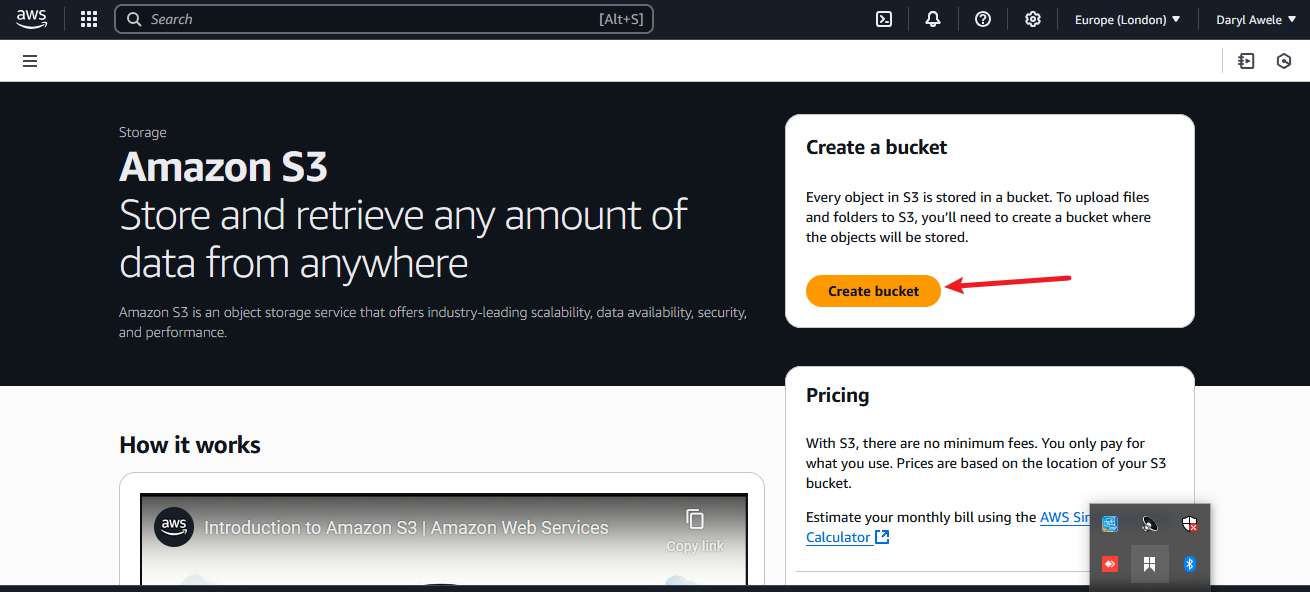 aws
Search
[Alt+S]
Europe (London)
Daryl Awele
Storage
Amazon S3
Store and retrieve any amount of
data from anywhere
Amazon S3 is an object storage service that offers industry-leading scalability, data availability, security,
and performance.
Create a bucket
Every object in S3 is stored in a bucket. To upload files
and folders to S3, you’ll need to create a bucket where
the objects will be stored.
Create bucket
How it works
aws
Introduction to Amazon S3 | Amazon Web Services
Copy link
Pricing
With S3, there are no minimum fees. You only pay for
what you use. Prices are based on the location of your S3
bucket.
Estimate your monthly bill using the AWS
Calculator